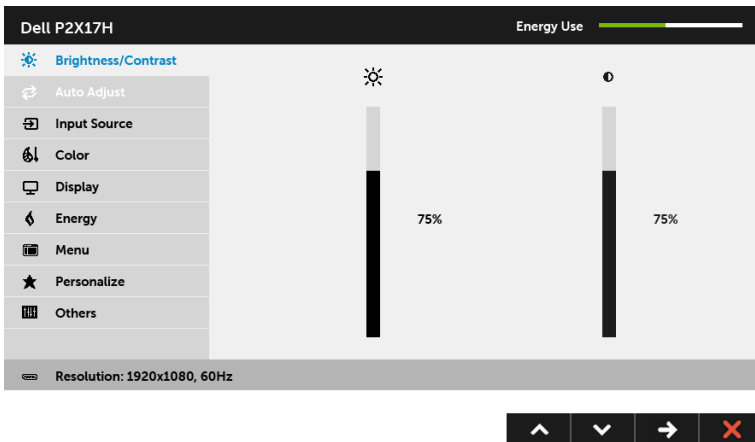 Dell P2X17H
Energy Use
Brightness/Contrast
Auto Adjust
Input Source
Color
Display
Energy
Menu
Personalize
Others
75%
75%
Resolution: 1920x1080, 60Hz